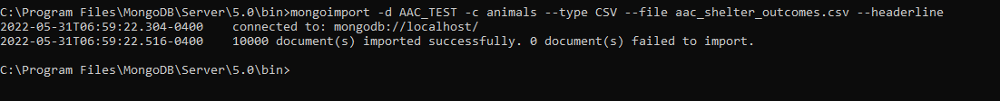 C:\Program Files\MongoDB\Server\5.0\bin>mongoimport -d AAC_TEST -c animals --type CSV --file aac_shelter_outcomes.csv --headerline
2022-05-31T06:59:22.304-0400    connected to: mongodb://localhost/
2022-05-31T06:59:22.516-0400    10000 document(s) imported successfully. 0 document(s) failed to import.
C:\Program Files\MongoDB\Server\5.0\bin>